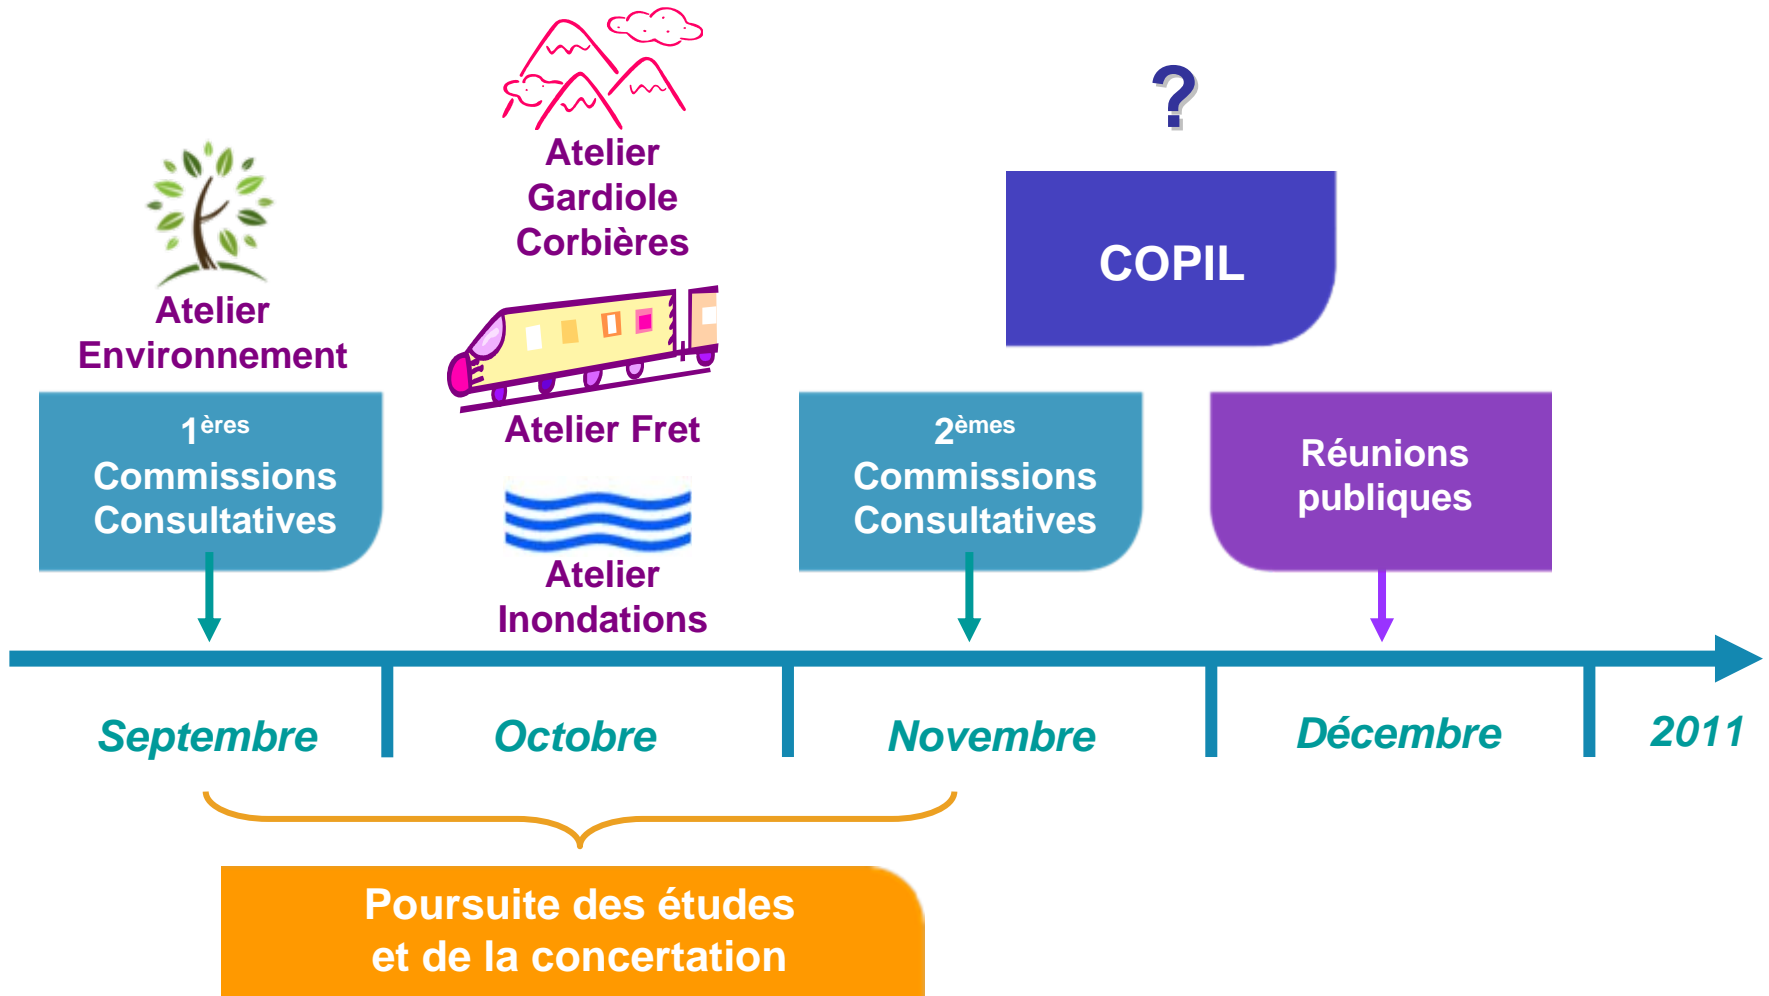 Atelier
Environnement
1ères
Commissions
Consultatives
Atelier
Gardiole
Corbières
Atelier Fret
Atelier
Inondations
?
COPIL
2èmes
Commissions
Consultatives
Réunions
publiques
Septembre
Octobre
Novembre
Décembre
2011
Poursuite des études
et de la concertation